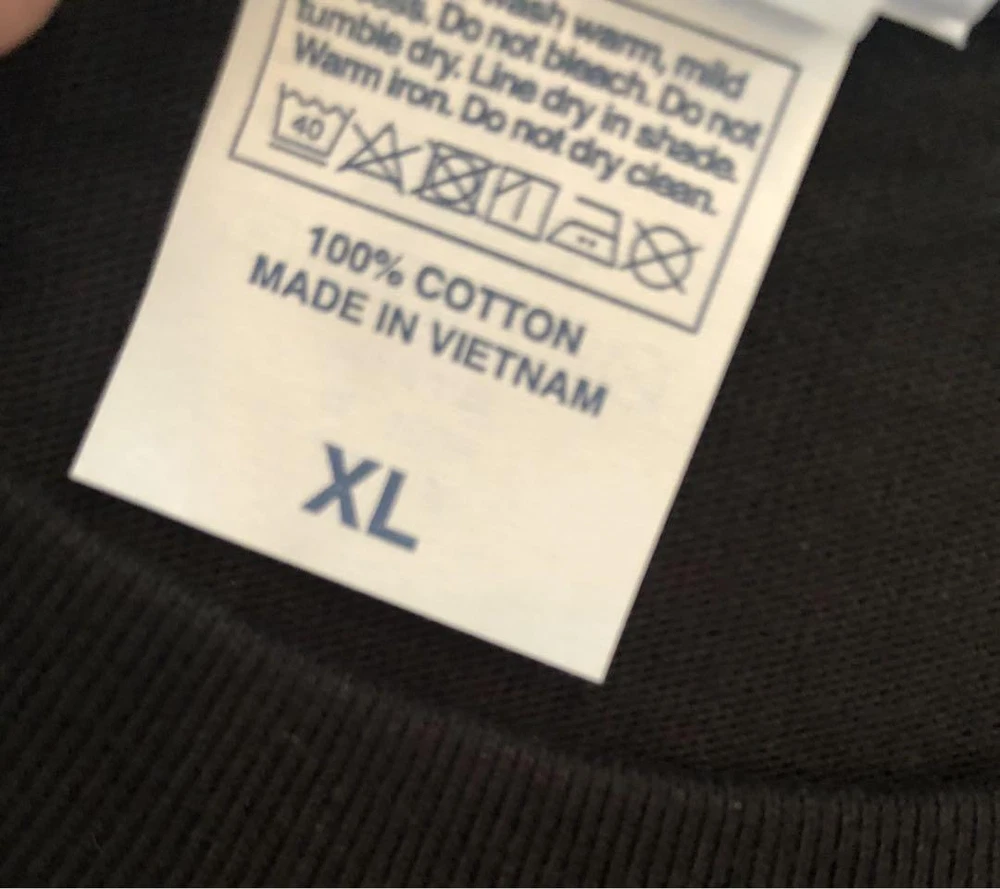 wash warm, mild
Do not bleach. Do not
tumble dry. Line dry in shade.
Warm iron. Do not dry clean.
40
100% COTTON
MADE IN VIETNAM
XL